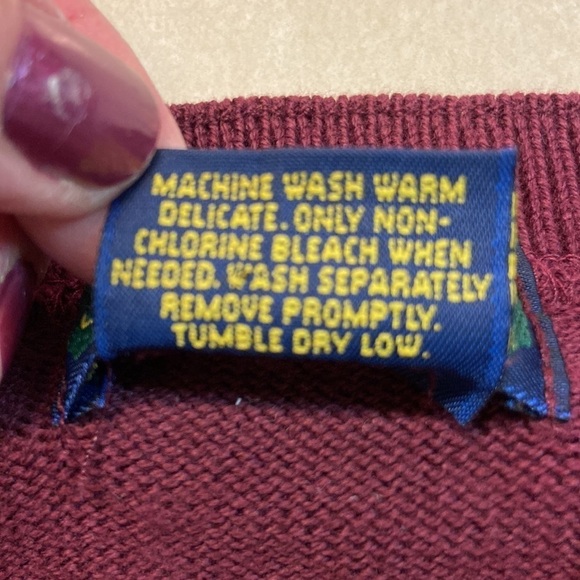 MACHINE WASH WARM
DELICATE. ONLY NON-
CHLORINE BLEACH WHEN
NEEDED. WASH SEPARATELY
REMOVE PROMPTLY.
TUMBLE DRY LOW.